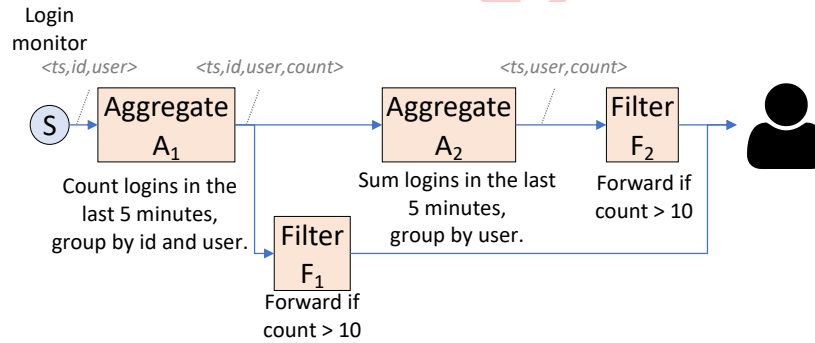 Login
monitor
<ts,id,user>
<ts,id,user,count>
<ts,user,count>
S
Aggregate
A1
Aggregate
A2
Filter
F2
Count logins in the
last 5 minutes,
group by id and user.
Sum logins in the last
5 minutes,
group by user.
Forward if
count > 10
Filter
F1
Forward if
count > 10